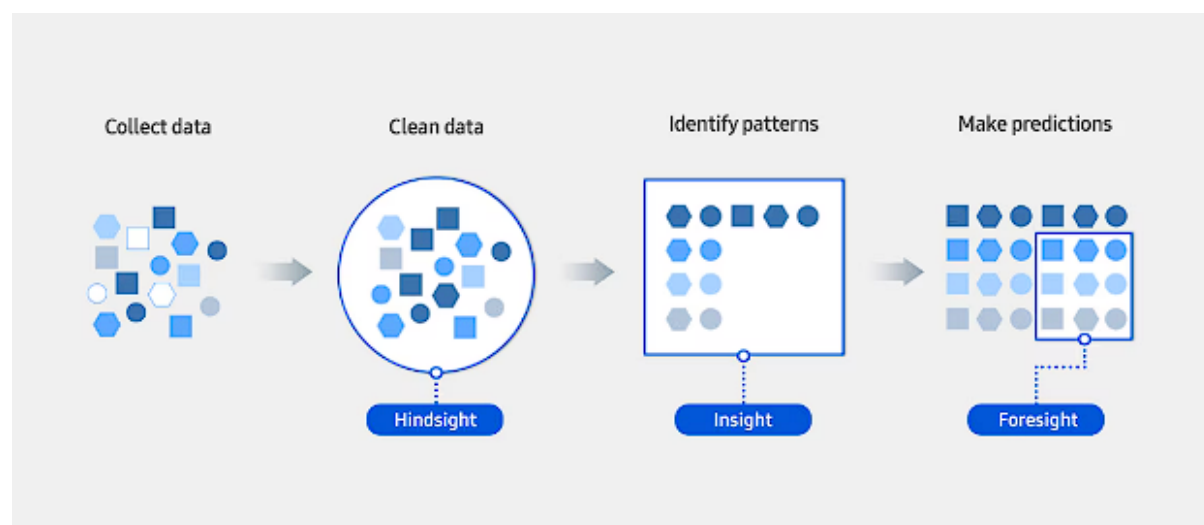 Collect data
Clean data
Identify patterns
Make predictions
Hindsight
Insight
Foresight